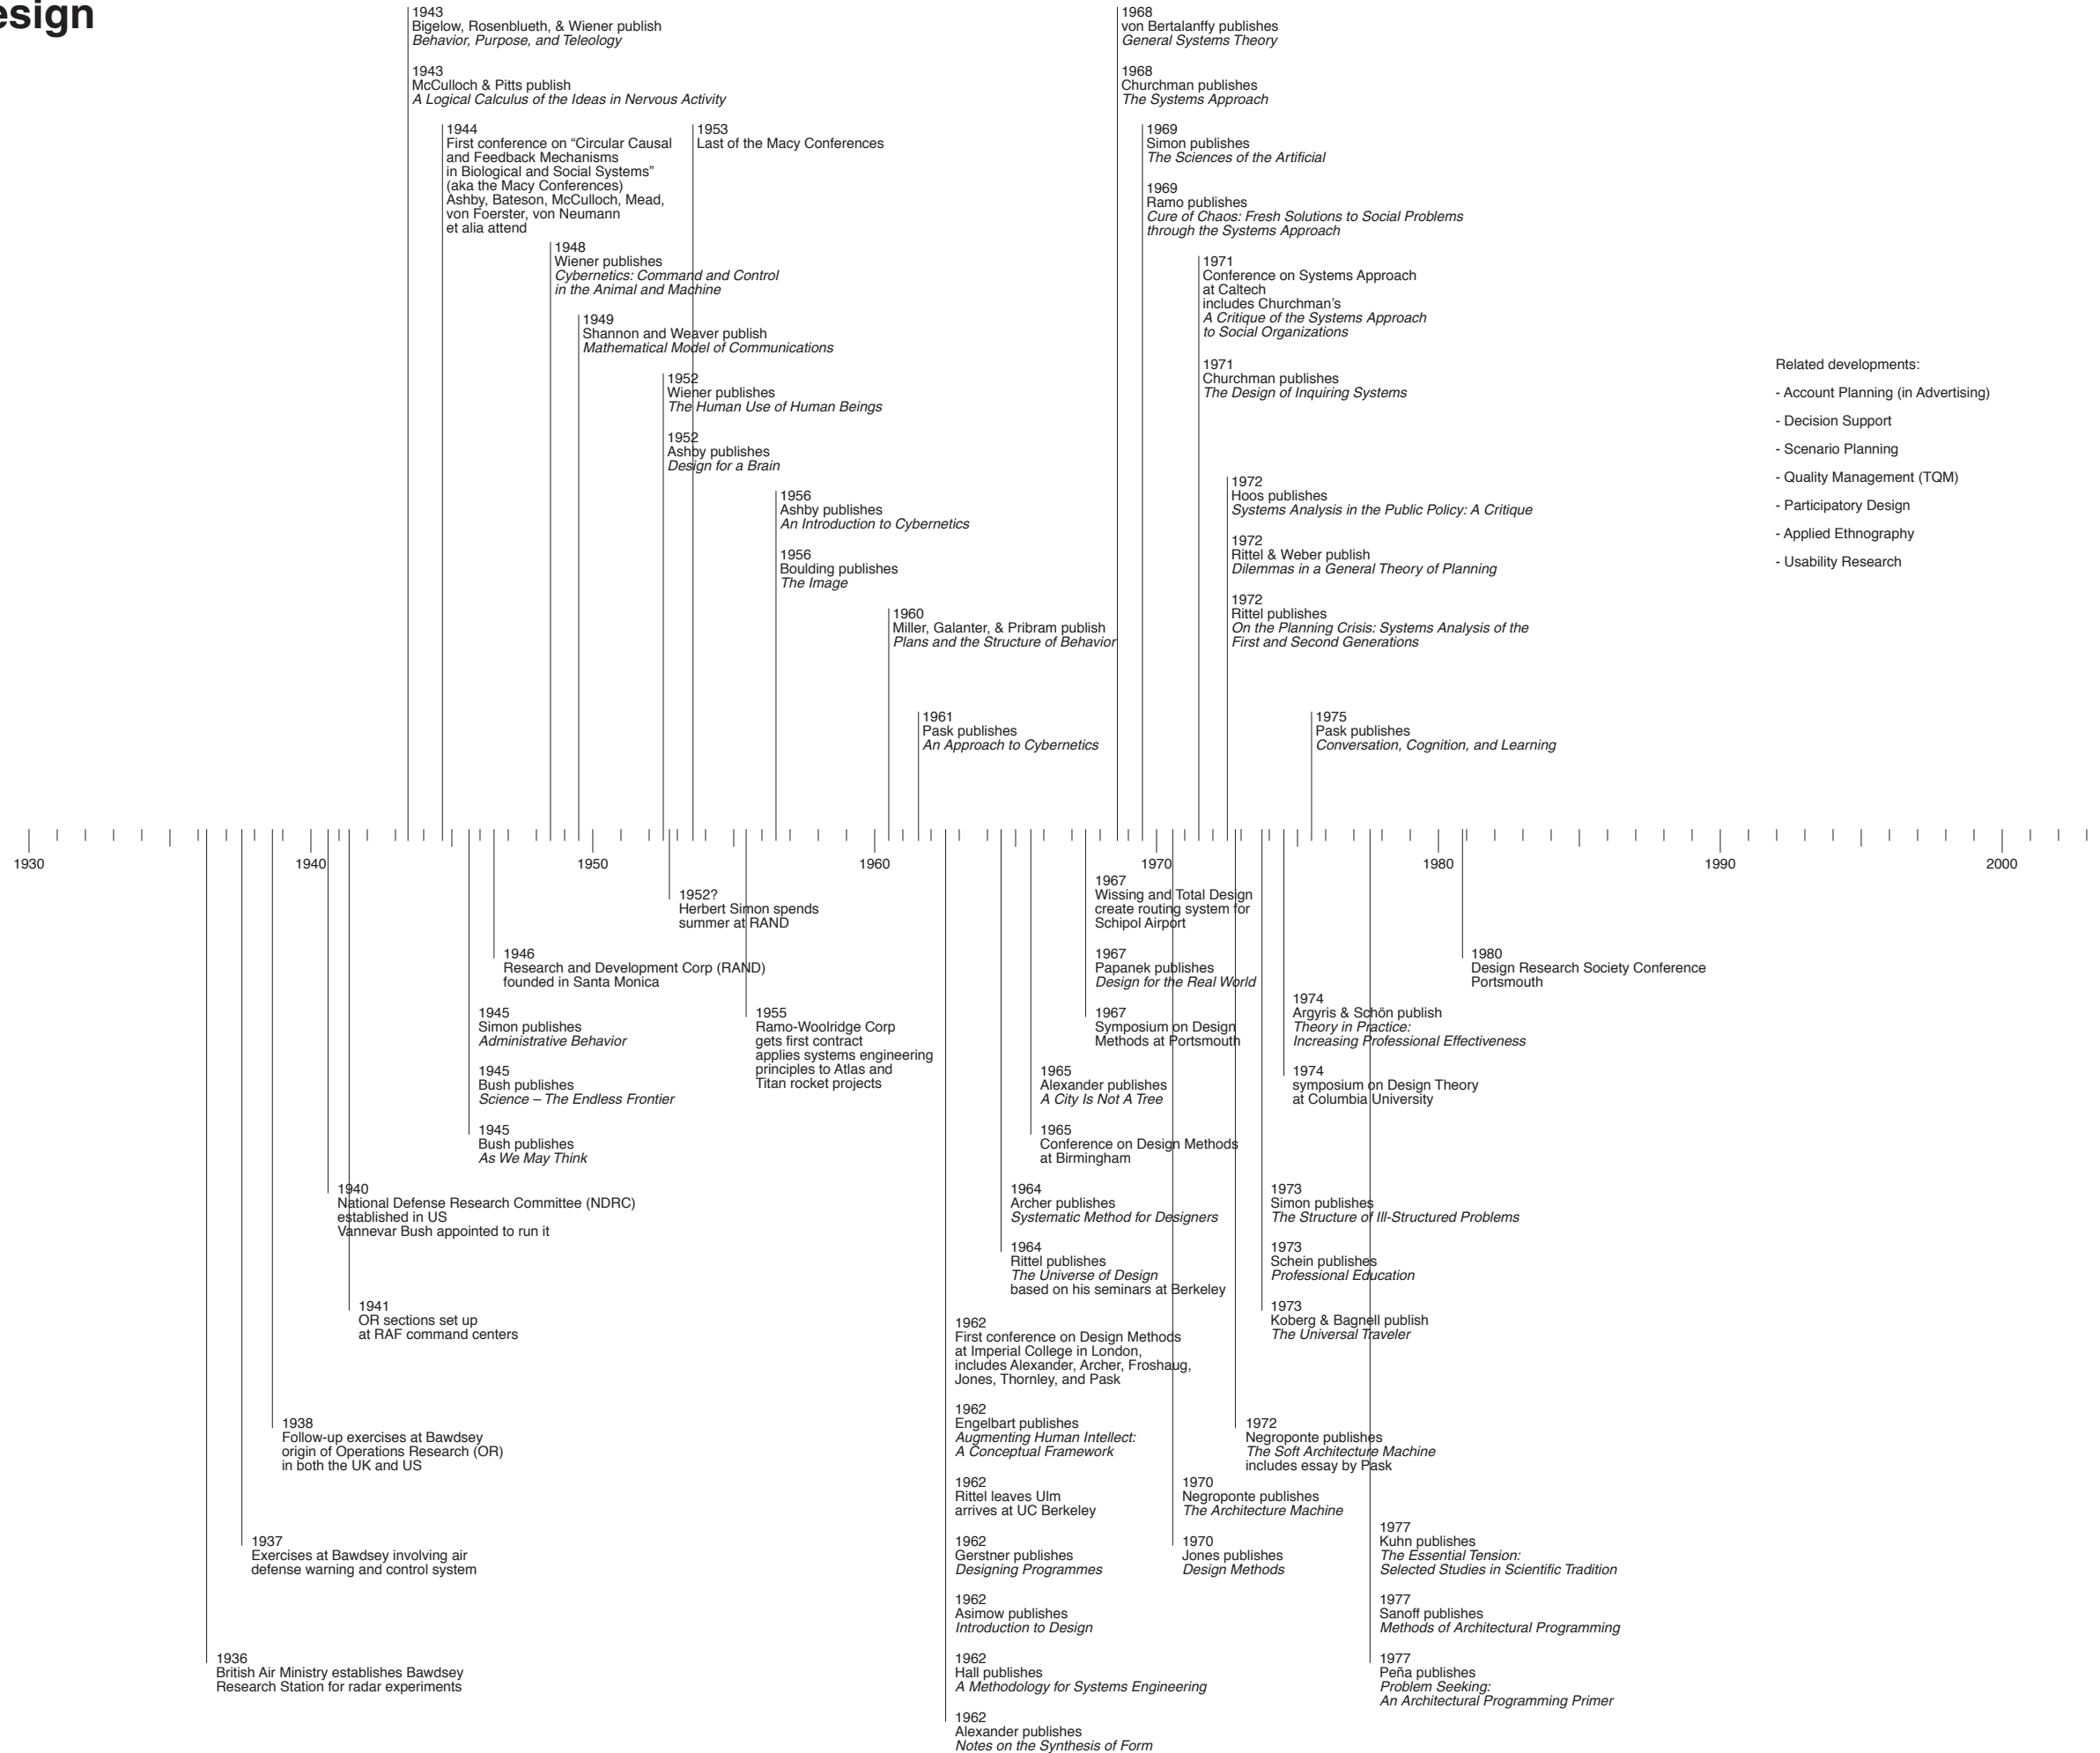 esign
1943
Bigelow, Rosenblueth, & Wiener publish
Behavior, Purpose, and Teleology
1943
McCulloch & Pitts publish
A Logical Calculus of the Ideas in Nervous Activity
1944
First conference on “Circular Causal
and Feedback Mechanisms
in Biological and Social Systems”
(aka the Macy Conferences)
Ashby, Bateson, McCulloch, Mead,
von Foerster, von Neumann
et alia attend
1953
Last of the Macy Conferences
1948
Wiener publishes
Cybernetics: Command and Control
in the Animal and Machine
1949
Shannon and Weaver publish
Mathematical Model of Communications
1952
Wiener publishes
The Human Use of Human Beings
1952
Ashby publishes
Design for a Brain
1956
Ashby publishes
An Introduction to Cybernetics
1956
Boulding publishes
The Image
1960
Miller, Galanter, & Pribram publish
Plans and the Structure of Behavior
1961
Pask publishes
An Approach to Cybernetics
1968
von Bertalanffy publishes
General Systems Theory
1968
Churchman publishes
The Systems Approach
1969
Simon publishes
The Sciences of the Artificial
1969
Ramo publishes
Cure of Chaos: Fresh Solutions to Social Problems
through the Systems Approach
1971
Conference on Systems Approach
at Caltech
includes Churchman’s
A Critique of the Systems Approach
to Social Organizations
1971
Churchman publishes
The Design of Inquiring Systems
1972
Hoos publishes
Systems Analysis in the Public Policy: A Critique
1972
Rittel & Weber publish
Dilemmas in a General Theory of Planning
1972
Rittel publishes
On the Planning Crisis: Systems Analysis of the
First and Second Generations
1975
Pask publishes
Conversation, Cognition, and Learning
Related developments:
- Account Planning (in Advertising)
- Decision Support
- Scenario Planning
- Quality Management (TQM)
- Participatory Design
- Applied Ethnography
- Usability Research
1930
1940
1950
1960
1970
1980
1990
2000
1952?
Herbert Simon spends
summer at RAND
1946
Research and Development Corp (RAND)
founded in Santa Monica
1945
Simon publishes
Administrative Behavior
1945
Bush publishes
Science – The Endless Frontier
1945
Bush publishes
As We May Think
1955
Ramo-Woolridge Corp
gets first contract
applies systems engineering
principles to Atlas and
Titan rocket projects
1940
National Defense Research Committee (NDRC)
established in US
Vannevar Bush appointed to run it
1941
OR sections set up
at RAF command centers
1938
Follow-up exercises at Bawdsey
origin of Operations Research (OR)
in both the UK and US
1937
Exercises at Bawdsey involving air
defense warning and control system
1936
British Air Ministry establishes Bawdsey
Research Station for radar experiments
1967
Wissing and Total Design
create routing system for
Schipol Airport
1967
Papanek publishes
Design for the Real World
1967
Symposium on Design
Methods at Portsmouth
1965
Alexander publishes
A City Is Not A Tree
1965
Conference on Design Methods
at Birmingham
1964
Archer publishes
Systematic Method for Designers
1964
Rittel publishes
The Universe of Design
based on his seminars at Berkeley
1962
First conference on Design Methods
at Imperial College in London,
includes Alexander, Archer, Froshaug,
Jones, Thornley, and Pask
1962
Engelbart publishes
Augmenting Human Intellect:
A Conceptual Framework
1962
Rittel leaves Ulm
arrives at UC Berkeley
1962
Gerstner publishes
Designing Programmes
1962
Asimow publishes
Introduction to Design
1962
Hall publishes
A Methodology for Systems Engineering
1962
Alexander publishes
Notes on the Synthesis of Form
1980
Design Research Society Conference
Portsmouth
1974
Argyris & Schön publish
Theory in Practice:
Increasing Professional Effectiveness
1974
symposium on Design Theory
at Columbia University
1973
Simon publishes
The Structure of Ill-Structured Problems
1973
Schein publishes
Professional Education
1973
Koberg & Bagnell publish
The Universal Traveler
1972
Negroponte publishes
The Soft Architecture Machine
includes essay by Pask
1970
Negroponte publishes
The Architecture Machine
1970
Jones publishes
Design Methods
1977
Kuhn publishes
The Essential Tension:
Selected Studies in Scientific Tradition
1977
Sanoff publishes
Methods of Architectural Programming
1977
Peña publishes
Problem Seeking:
An Architectural Programming Primer